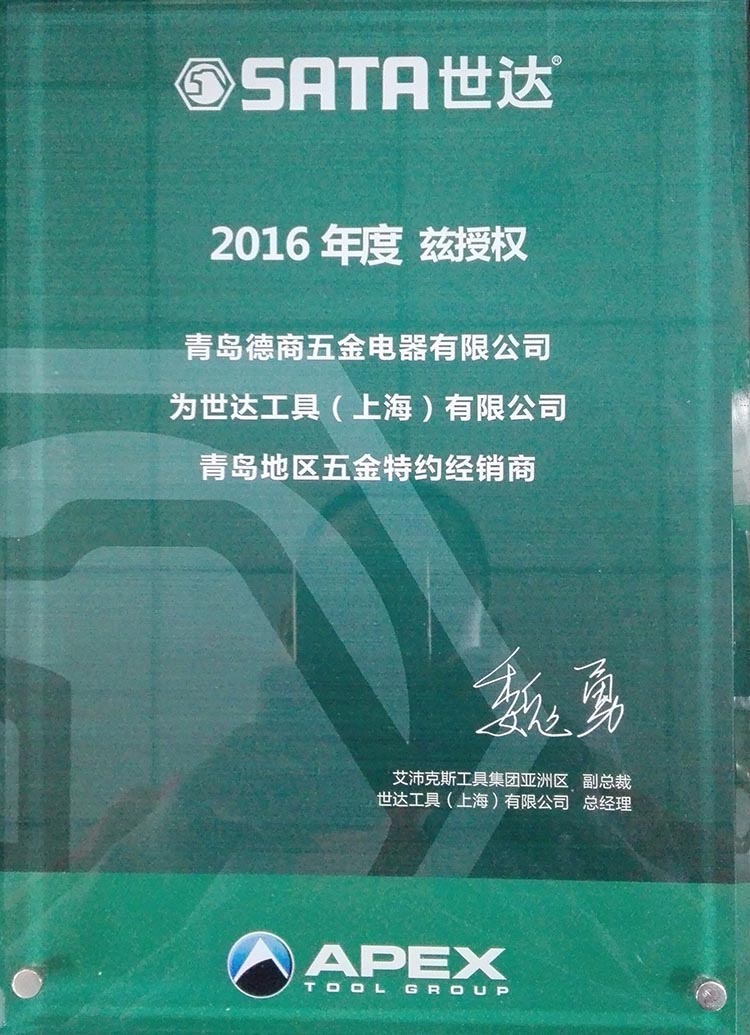 SATA世达®
2016 年度 兹授权
青岛德商五金电器有限公司
为世达工具（上海）有限公司
青岛地区五金特约经销商
魏勇
艾沛克斯工具集团亚洲区 副总裁
世达工具（上海）有限公司 总经理
APEX
TOOL GROUP